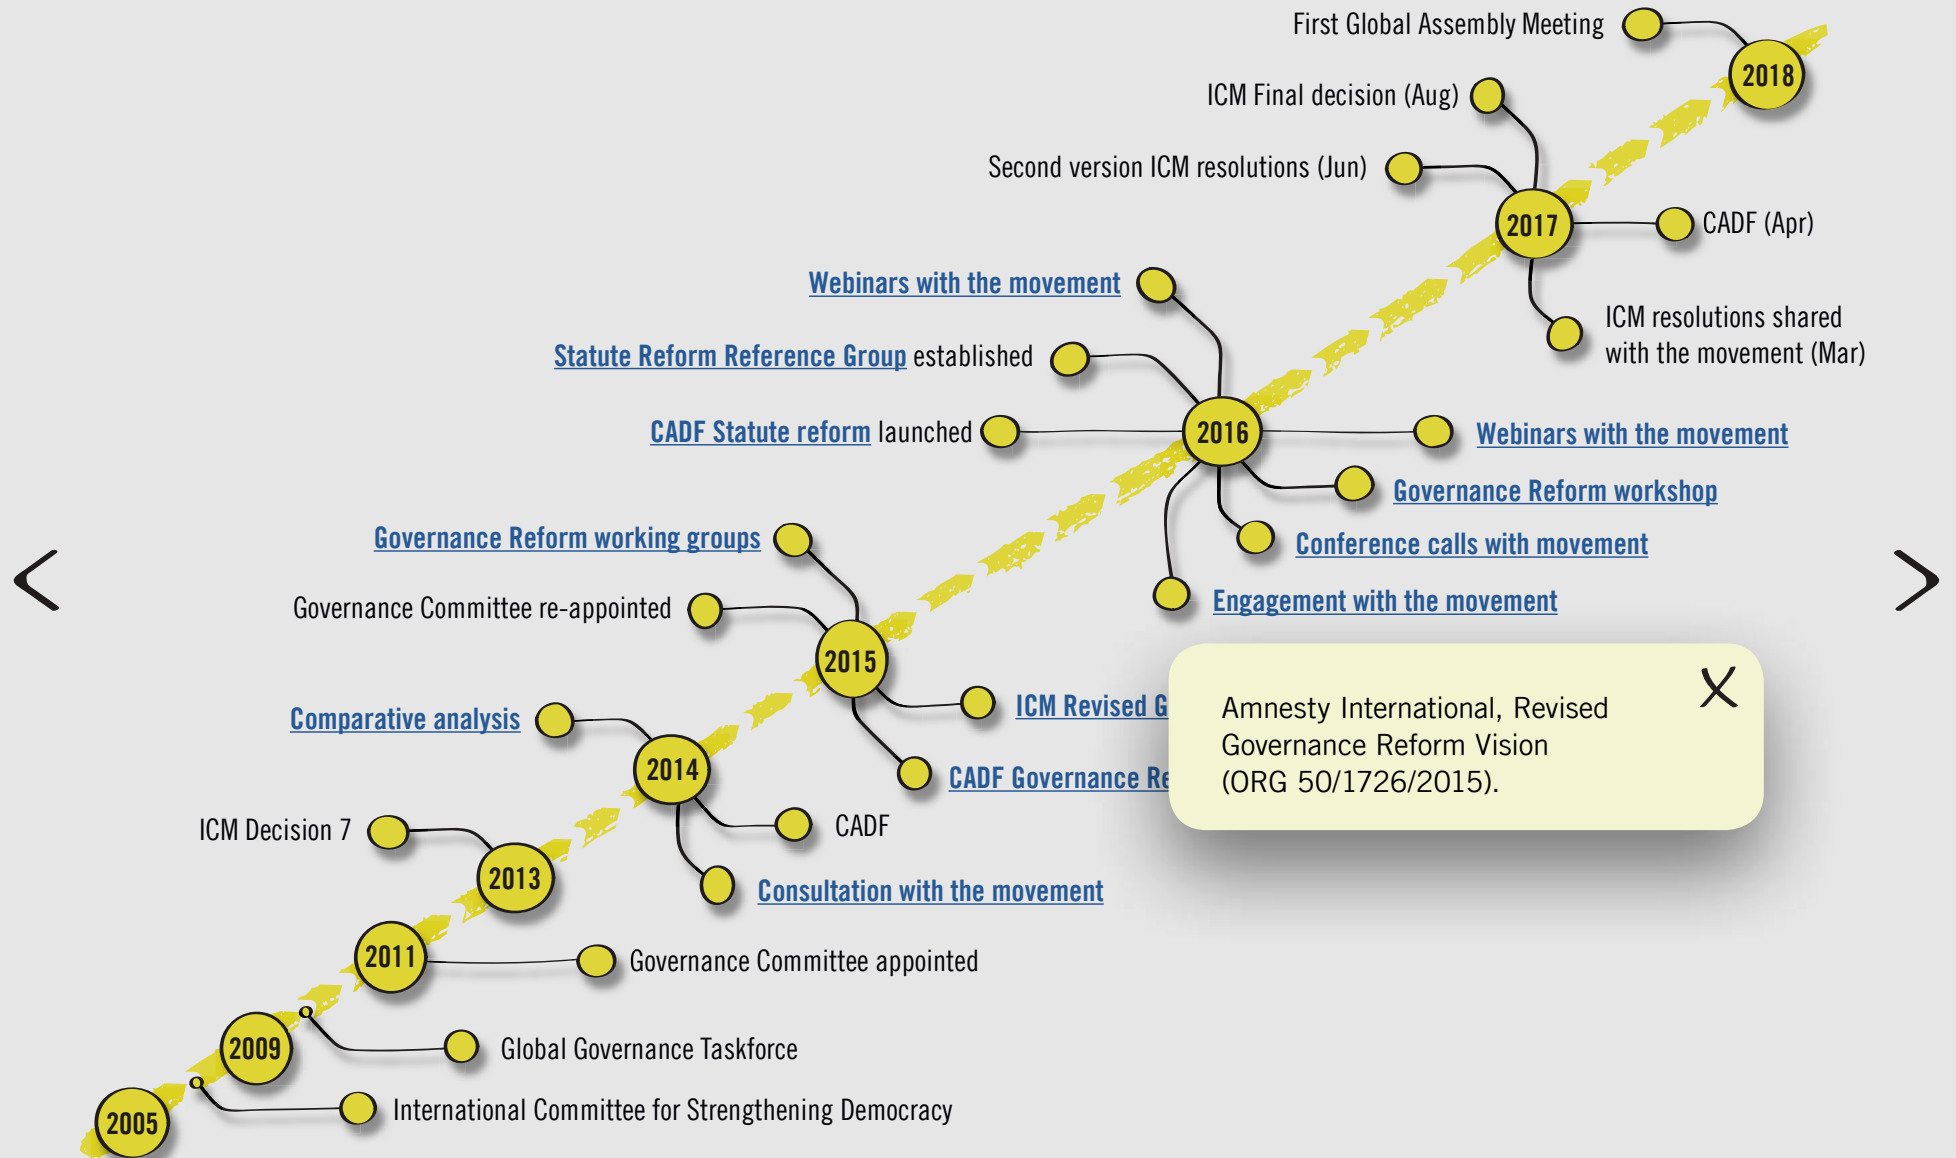 First Global Assembly Meeting
2018
ICM Final decision (Aug)
Second version ICM resolutions (Jun)
2017
CADF (Apr)
ICM resolutions shared
with the movement (Mar)
Webinars with the movement
Statute Reform Reference Group established
CADF Statute reform launched
2016
Webinars with the movement
Governance Reform workshop
Conference calls with movement
Engagement with the movement
Governance Reform working groups
Governance Committee re-appointed
2015
ICM Revised
CADF Governance
Amnesty International, Revised
Governance Reform Vision
(ORG 50/1726/2015).
X
Comparative analysis
2014
CADF
Consultation with the movement
ICM Decision 7
2013
2011
Governance Committee appointed
2009
Global Governance Taskforce
2005
International Committee for Strengthening Democracy